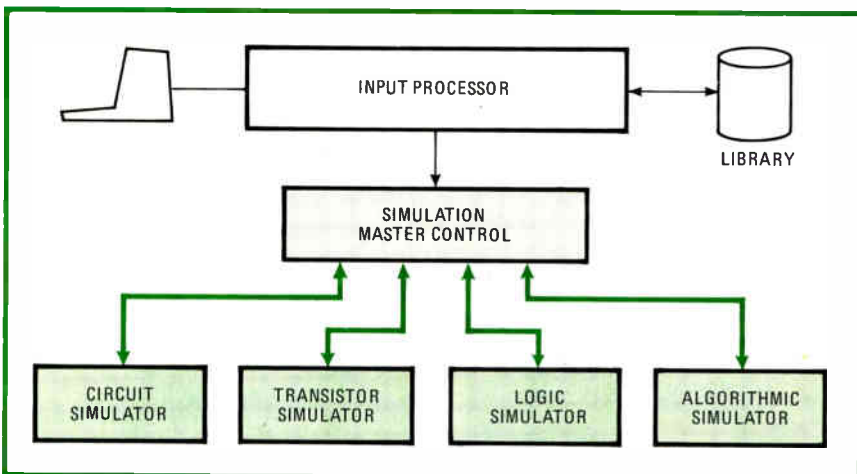 INPUT PROCESSOR
LIBRARY
SIMULATION
MASTER CONTROL
CIRCUIT
SIMULATOR
TRANSISTOR
SIMULATOR
LOGIC
SIMULATOR
ALGORITHMIC
SIMULATOR